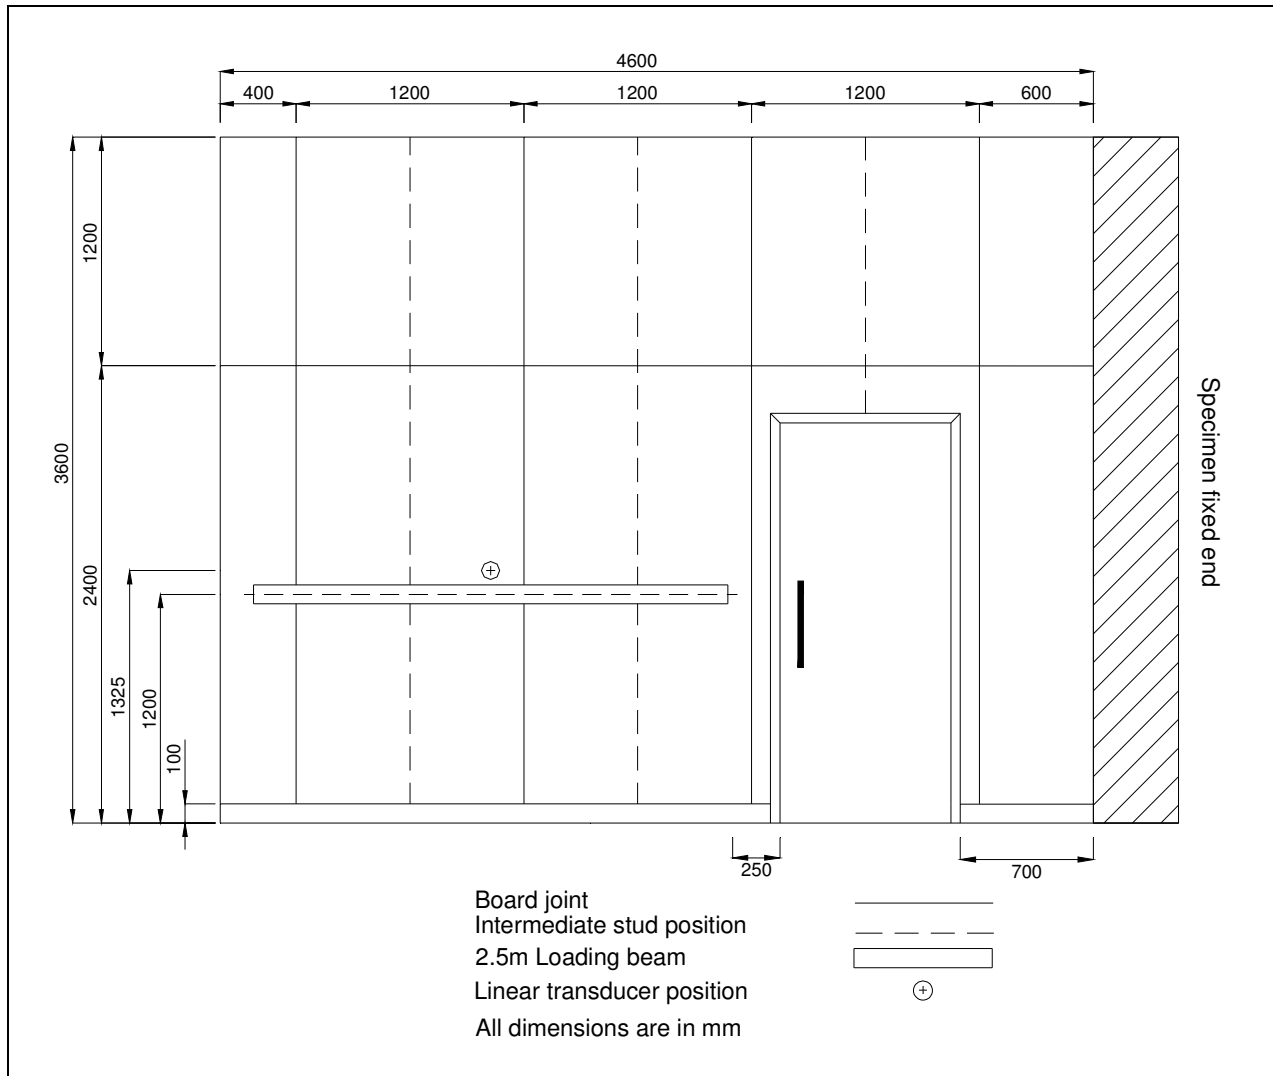 4600
400 1200 1200 1200 600
1200
3600
2400
1325
1200
100
Specimen fixed end
250
700
Board joint
Intermediate stud position
2.5m Loading beam
Linear transducer position
All dimensions are in mm